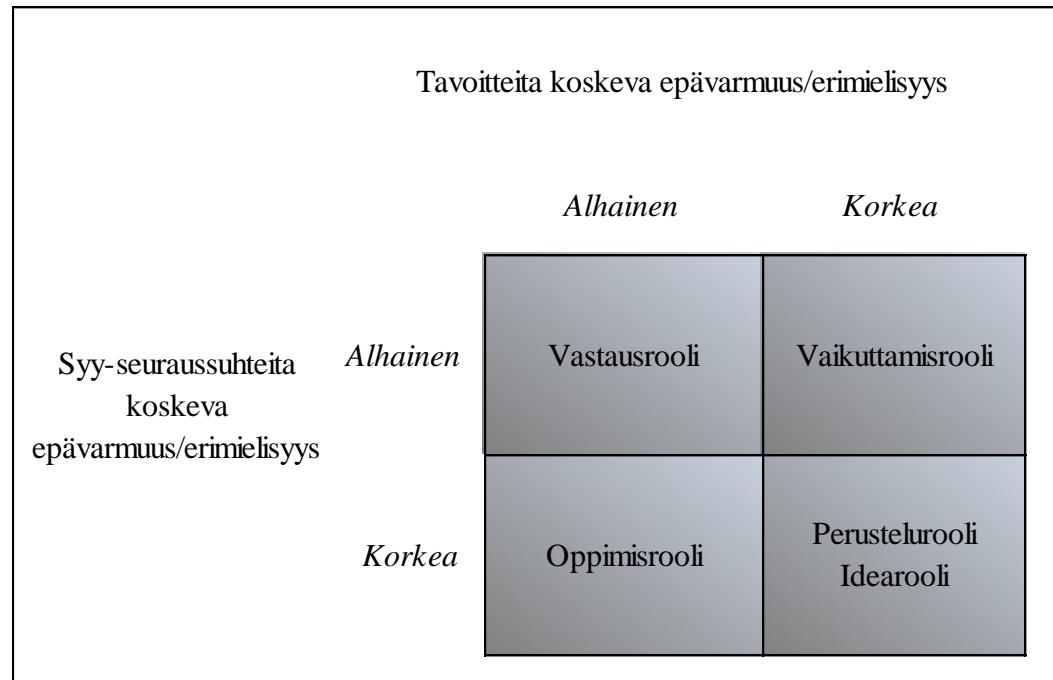 Tavoitteita koskeva epävarmuus/erimielisyys
Alhainen
Korkea
Syy-seuraussuhteita
koskeva
epävarmuus/erimielisyys
Alhainen
Vastausrooli
Vaikuttamisrooli
Korkea
Oppimisrooli
Perustelurooli
Idearooli